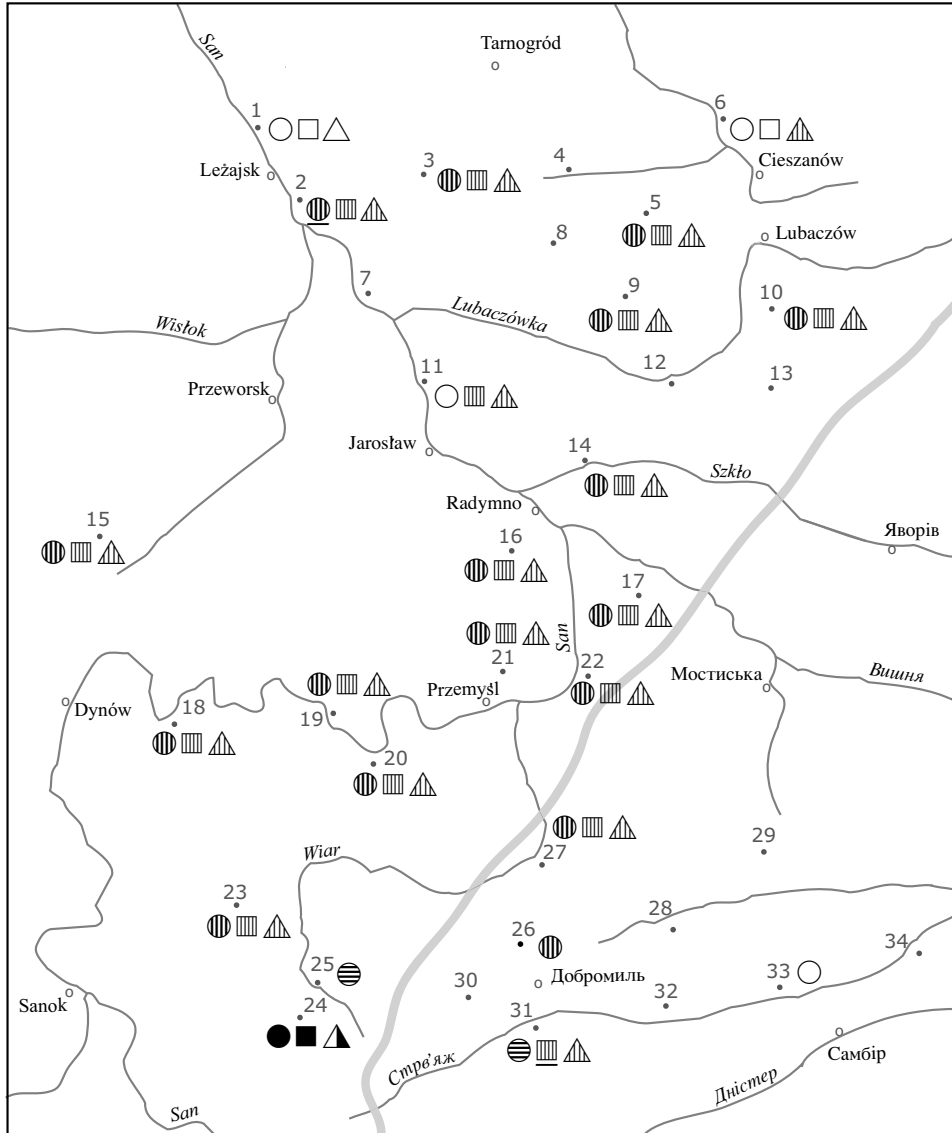 San
Tarnogród
1
6
Leżajsk
3
4
Cieszanów
2
5
8
Lubaczów
7
9
10
Wisłok
Lubaczówka
12
13
11
Przeworsk
Jarosław
14
Szkło
Radymno
15
Яворів
16
17
San
21
22
Мостиська
Вишня
Dynów
18
19
Przemyśl
20
29
Wiar
27
23
28
26
34
25
33
Добромиль
30
32
Sanok
24
31
Самбір
Стрв'яж
Дністер
San